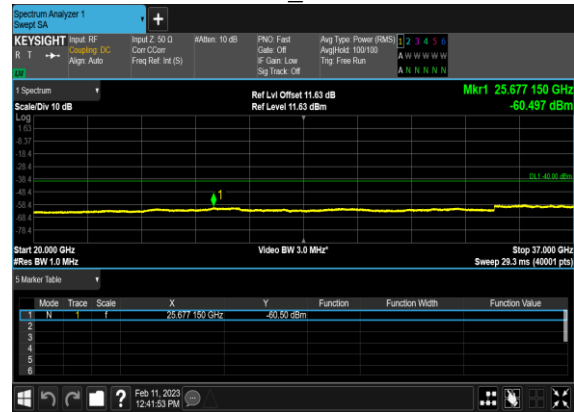 Spectrum Analyzer 1
Swept SA
KEYSIGHT Input: RF Input Z: 50 Ω #Atten: 10 dB PNO: Fast Avg Type: Power (RMS) 1 2 3 4 5 6
R T Coupling: DC Corr CCorr Gate: Off Avg|Hold: 100/100 A W W W W W
Align: Auto Freq Ref: Int (S) IF Gain: Low Trig: Free Run
LXI Sig Track: Off A N N N N N
1 Spectrum Ref Lvl Offset 11.63 dB Mkr1 25.677 150 GHz
Scale/Div 10 dB Ref Level 11.63 dBm -60.497 dBm
Log
1.63
-8.37
-18.4
-28.4
-38.4 DL1 -40.00 dBm
-48.4 1
-58.4
-68.4
-78.4
Start 20.000 GHz Video BW 3.0 MHz* Stop 37.000 GHz
#Res BW 1.0 MHz Sweep 29.3 ms (40001 pts)
5 Marker Table
Mode Trace Scale X Y Function Function Width Function Value
1 N 1 f 25.677 150 GHz -60.50 dBm
2
3
4
5
6
? Feb 11, 2023
12:41:53 PM